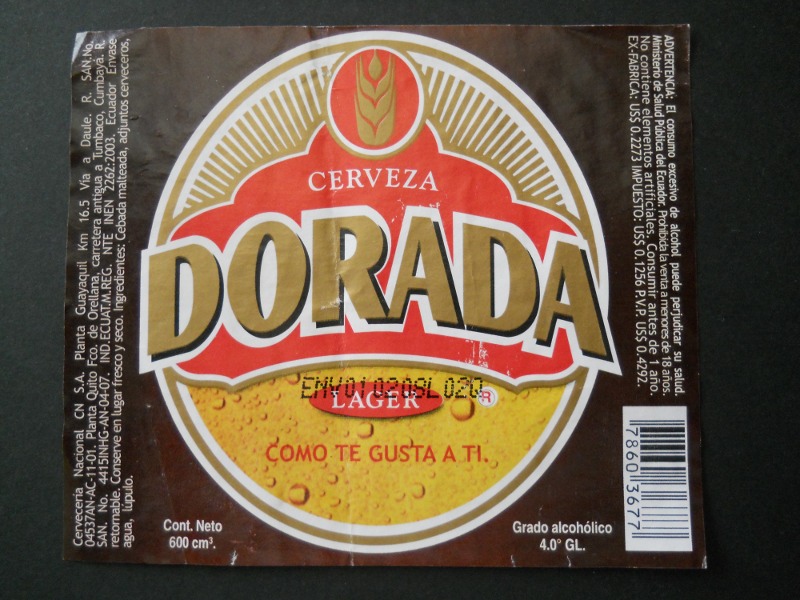 CERVEZA
DORADA
ENV010208L020
LAGER
®
COMO TE GUSTA A TI.
Cont. Neto
600 cm³.
Grado alcohólico
4.0° GL.
Cervecería Nacional CN S.A. Planta Guayaquil Km 16.5 Vía a Daule. R. SAN.No.
04537AN-AC-11-01. Planta Quito Fco. de Orellana, carretera antigua a Tumbaco, Cumbayá. R.
SAN. No. 4415INHG-AN-04-07. IND.ECUAT.M.REG. NTE INEN 2262:2003. Ecuador Envase
retornable. Conserve en lugar fresco y seco. Ingredientes: Cebada malteada, adjuntos cerveceros,
agua, lúpulo.
ADVERTENCIA: El consumo excesivo de alcohol puede perjudicar su salud.
Ministerio de Salud Pública del Ecuador. Prohibida la venta a menores de 18 años.
No contiene elementos artificiales. Consumir antes de 1 año.
EX-FABRICA: US$ 0.2273 IMPUESTO: US$ 0.1256 P.V.P. US$ 0.4292.
78603677